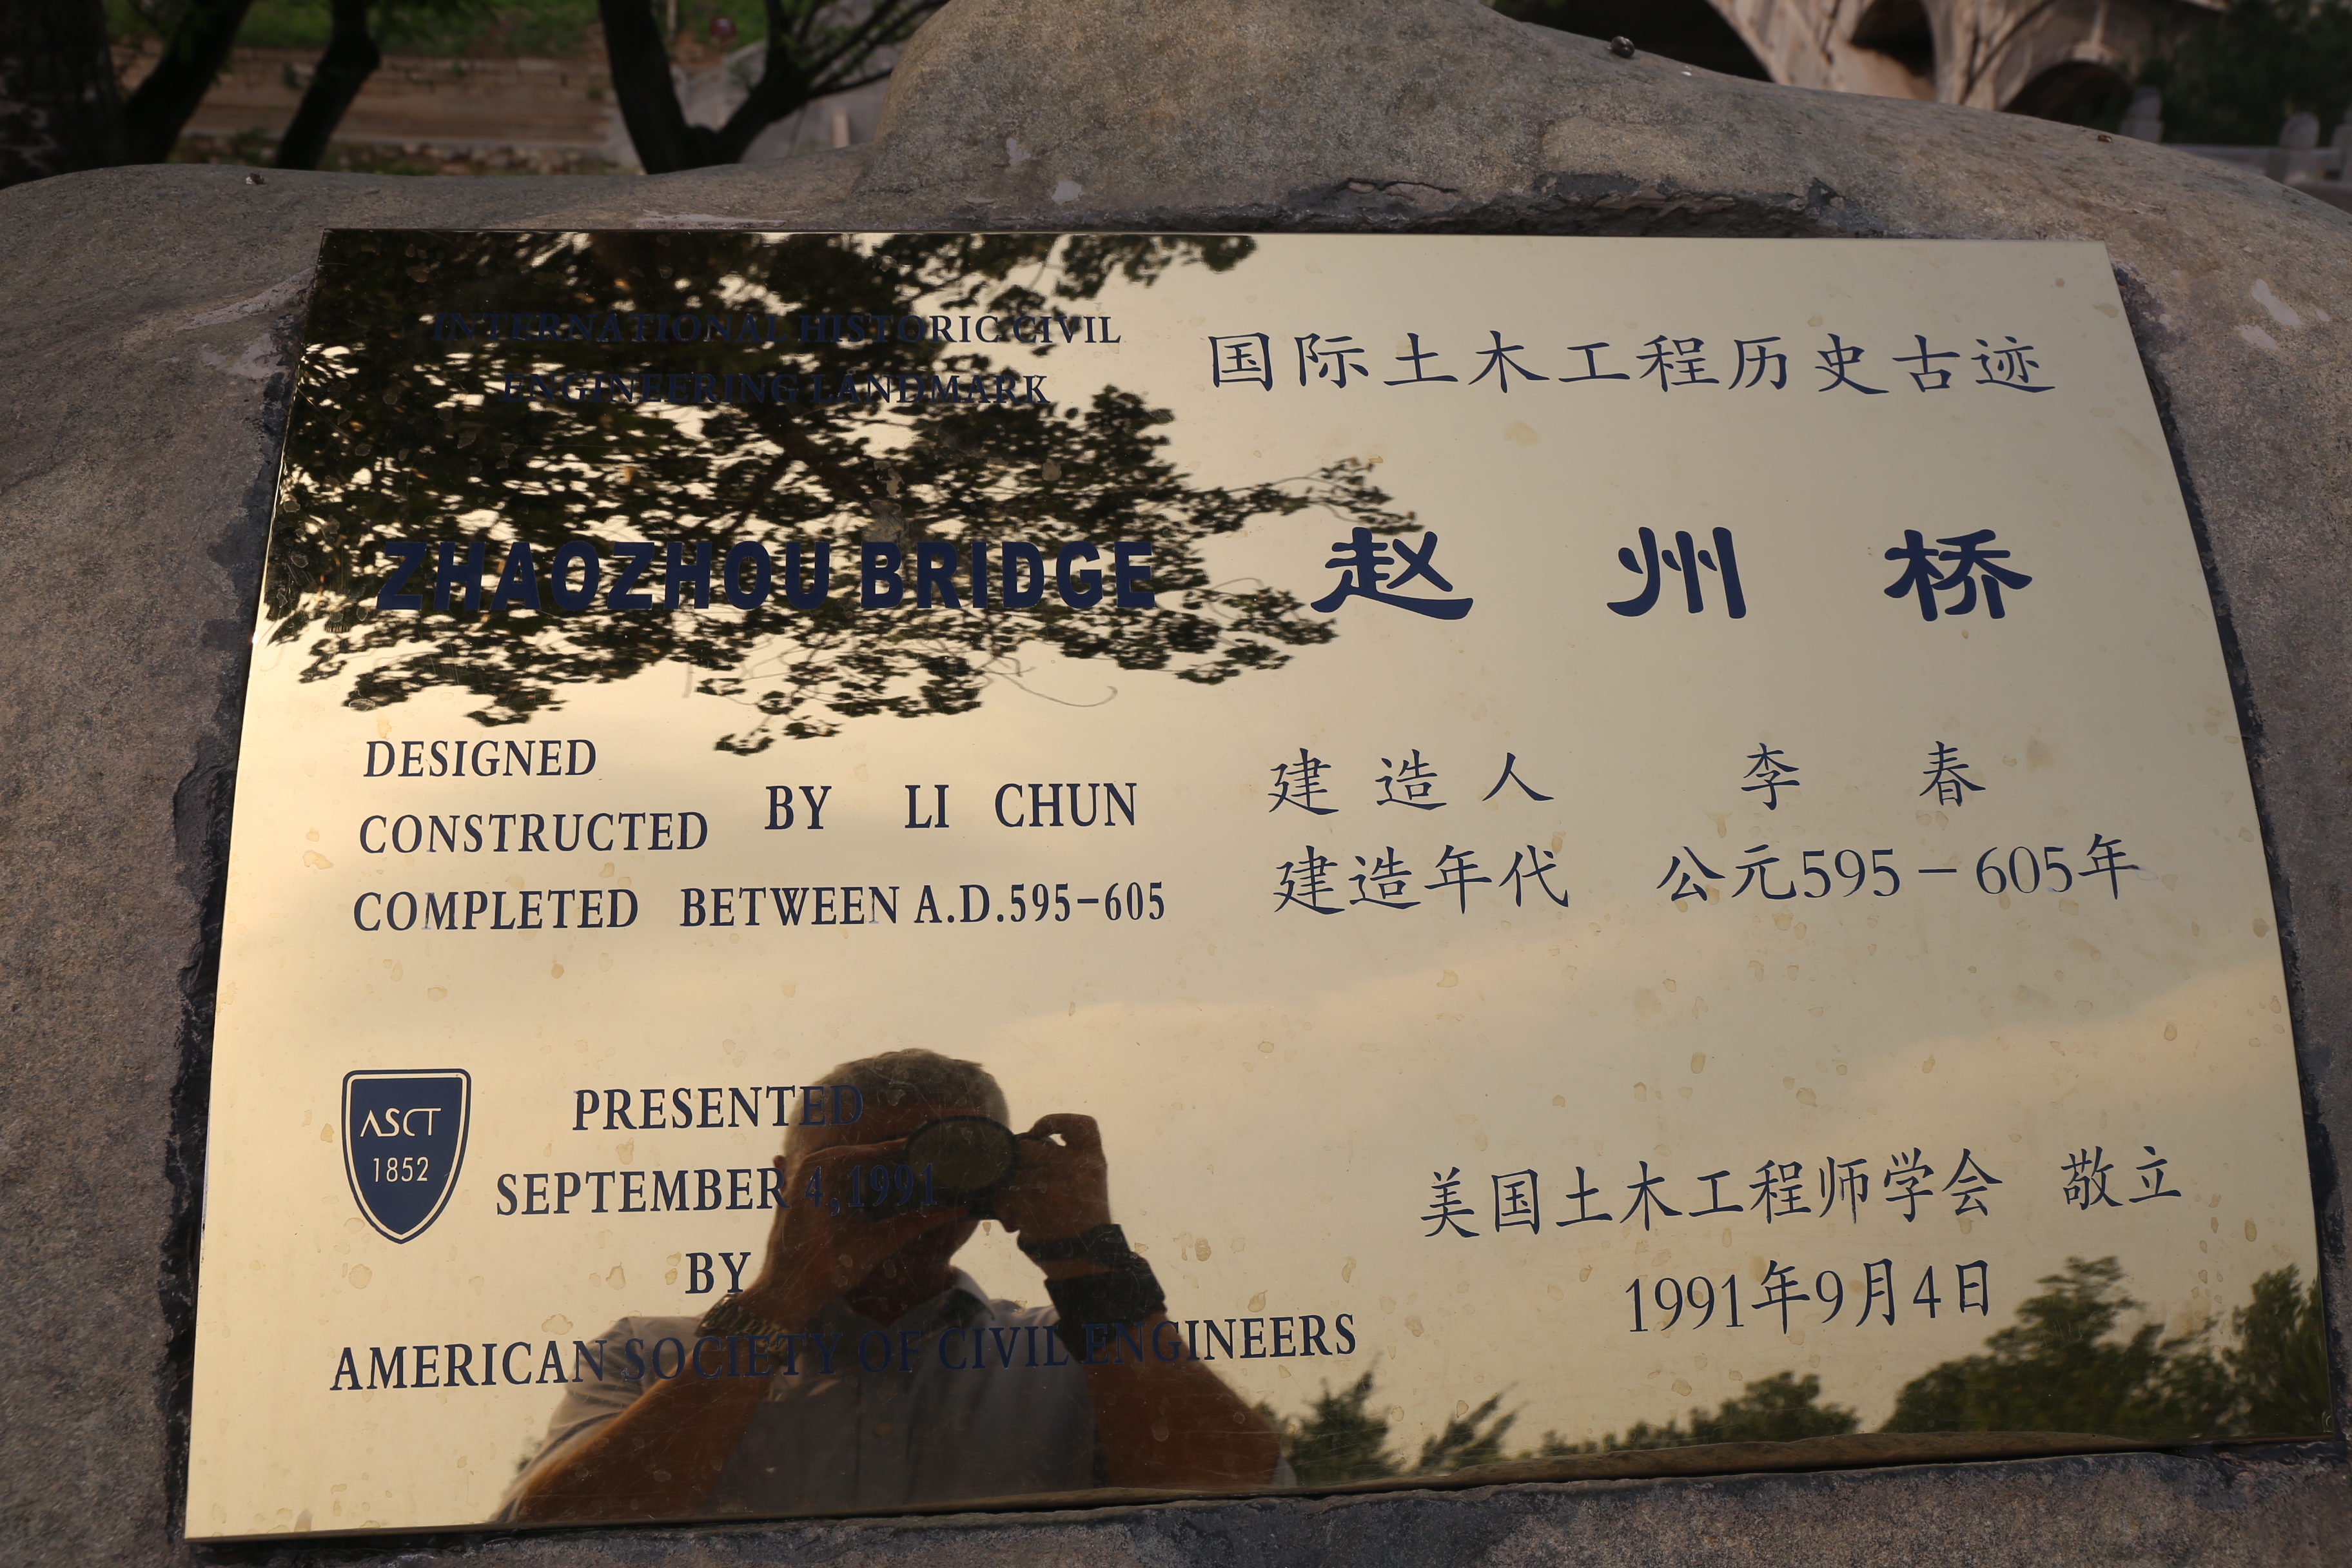 INTERNATIONAL HISTORIC CIVIL
ENGINEERING LANDMARK
ZHAOZHOU BRIDGE
DESIGNED
CONSTRUCTED BY LI CHUN
COMPLETED BETWEEN A.D.595-605
ASCT
1852
PRESENTED
SEPTEMBER 4,1991
BY
AMERICAN SOCIETY OF CIVIL ENGINEERS
国际土木工程历史古迹
赵州桥
建造人 李春
建造年代 公元595-605年
美国土木工程师学会 敬立
1991年9月4日